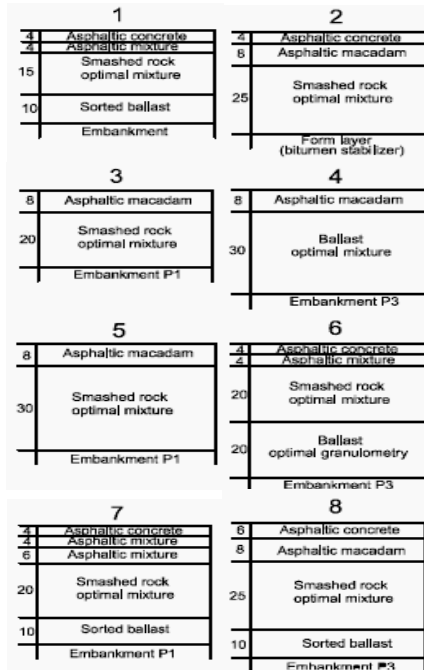 1
4 Asphaltic concrete
4 Asphaltic mixture
15 Smashed rock
optimal mixture
10 Sorted ballast
Embankment
2
4 Asphaltic concrete
8 Asphaltic macadam
25 Smashed rock
optimal mixture
Form layer
(bitumen stabilizer)
3
8 Asphaltic macadam
20 Smashed rock
optimal mixture
Embankment P1
4
8 Asphaltic macadam
30 Ballast
optimal mixture
Embankment P3
5
8 Asphaltic macadam
30 Smashed rock
optimal mixture
Embankment P1
6
4 Asphaltic concrete
4 Asphaltic mixture
20 Smashed rock
optimal mixture
20 Ballast
optimal granulometry
Embankment P3
7
4 Asphaltic concrete
4 Asphaltic mixture
6 Asphaltic mixture
20 Smashed rock
optimal mixture
10 Sorted ballast
Embankment P1
8
6 Asphaltic concrete
8 Asphaltic macadam
25 Smashed rock
optimal mixture
10 Sorted ballast
Embankment P3